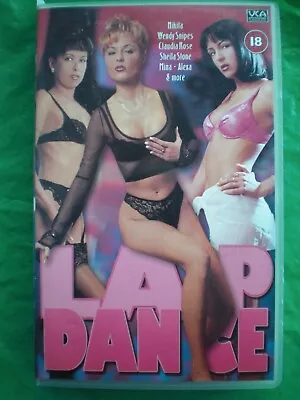 Nikita
Wendy Snipes
Claudia Rose
Sheila Stone
Mina - Alexa
& more
VCA
18
LAP
DANCE